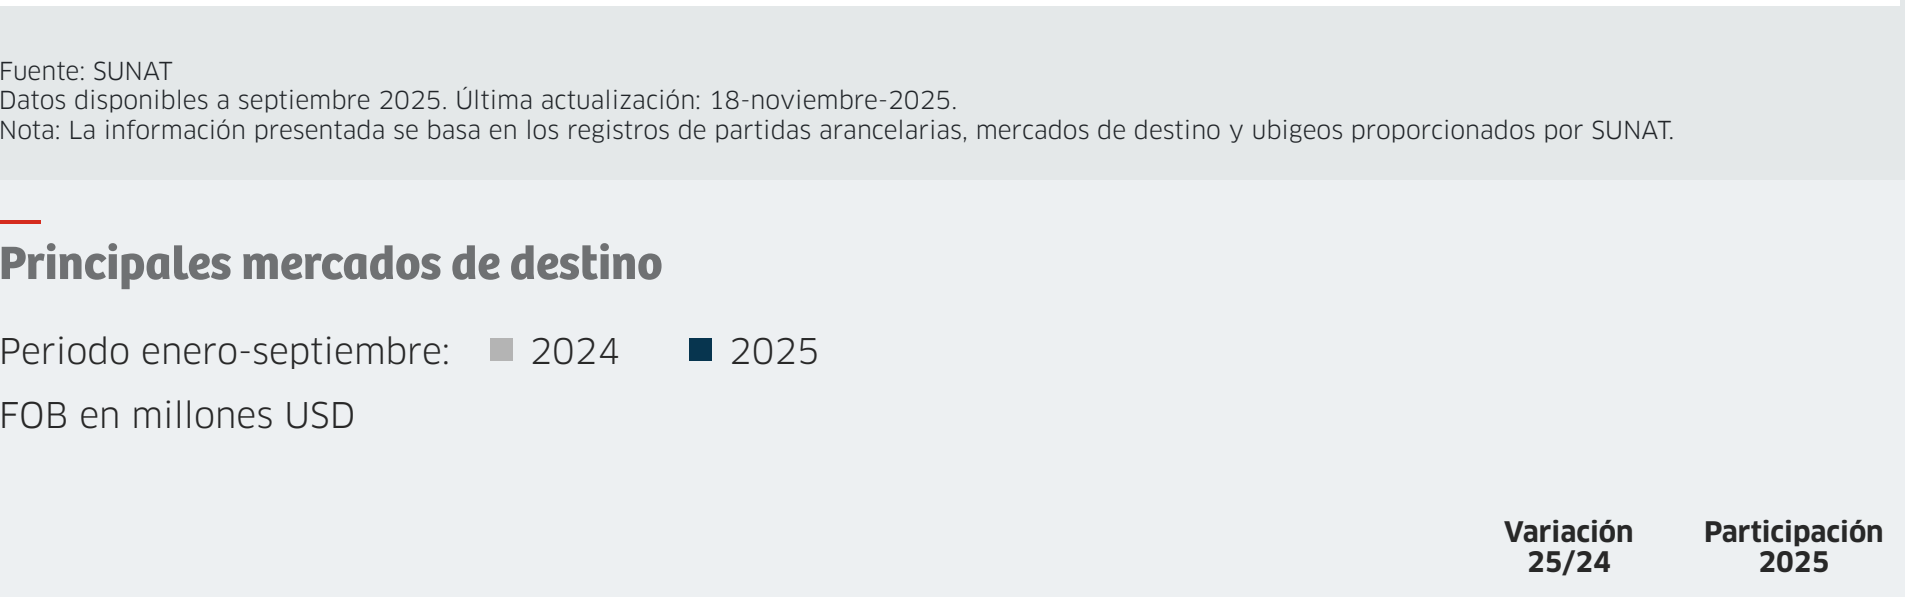 Fuente: SUNAT
Datos disponibles a septiembre 2025. Última actualización: 18-noviembre-2025.
Nota: La información presentada se basa en los registros de partidas arancelarias, mercados de destino y ubigeos proporcionados por SUNAT.
Principales mercados de destino
Periodo enero-septiembre: 2024 2025
FOB en millones USD
Variación Participación
25/24 2025